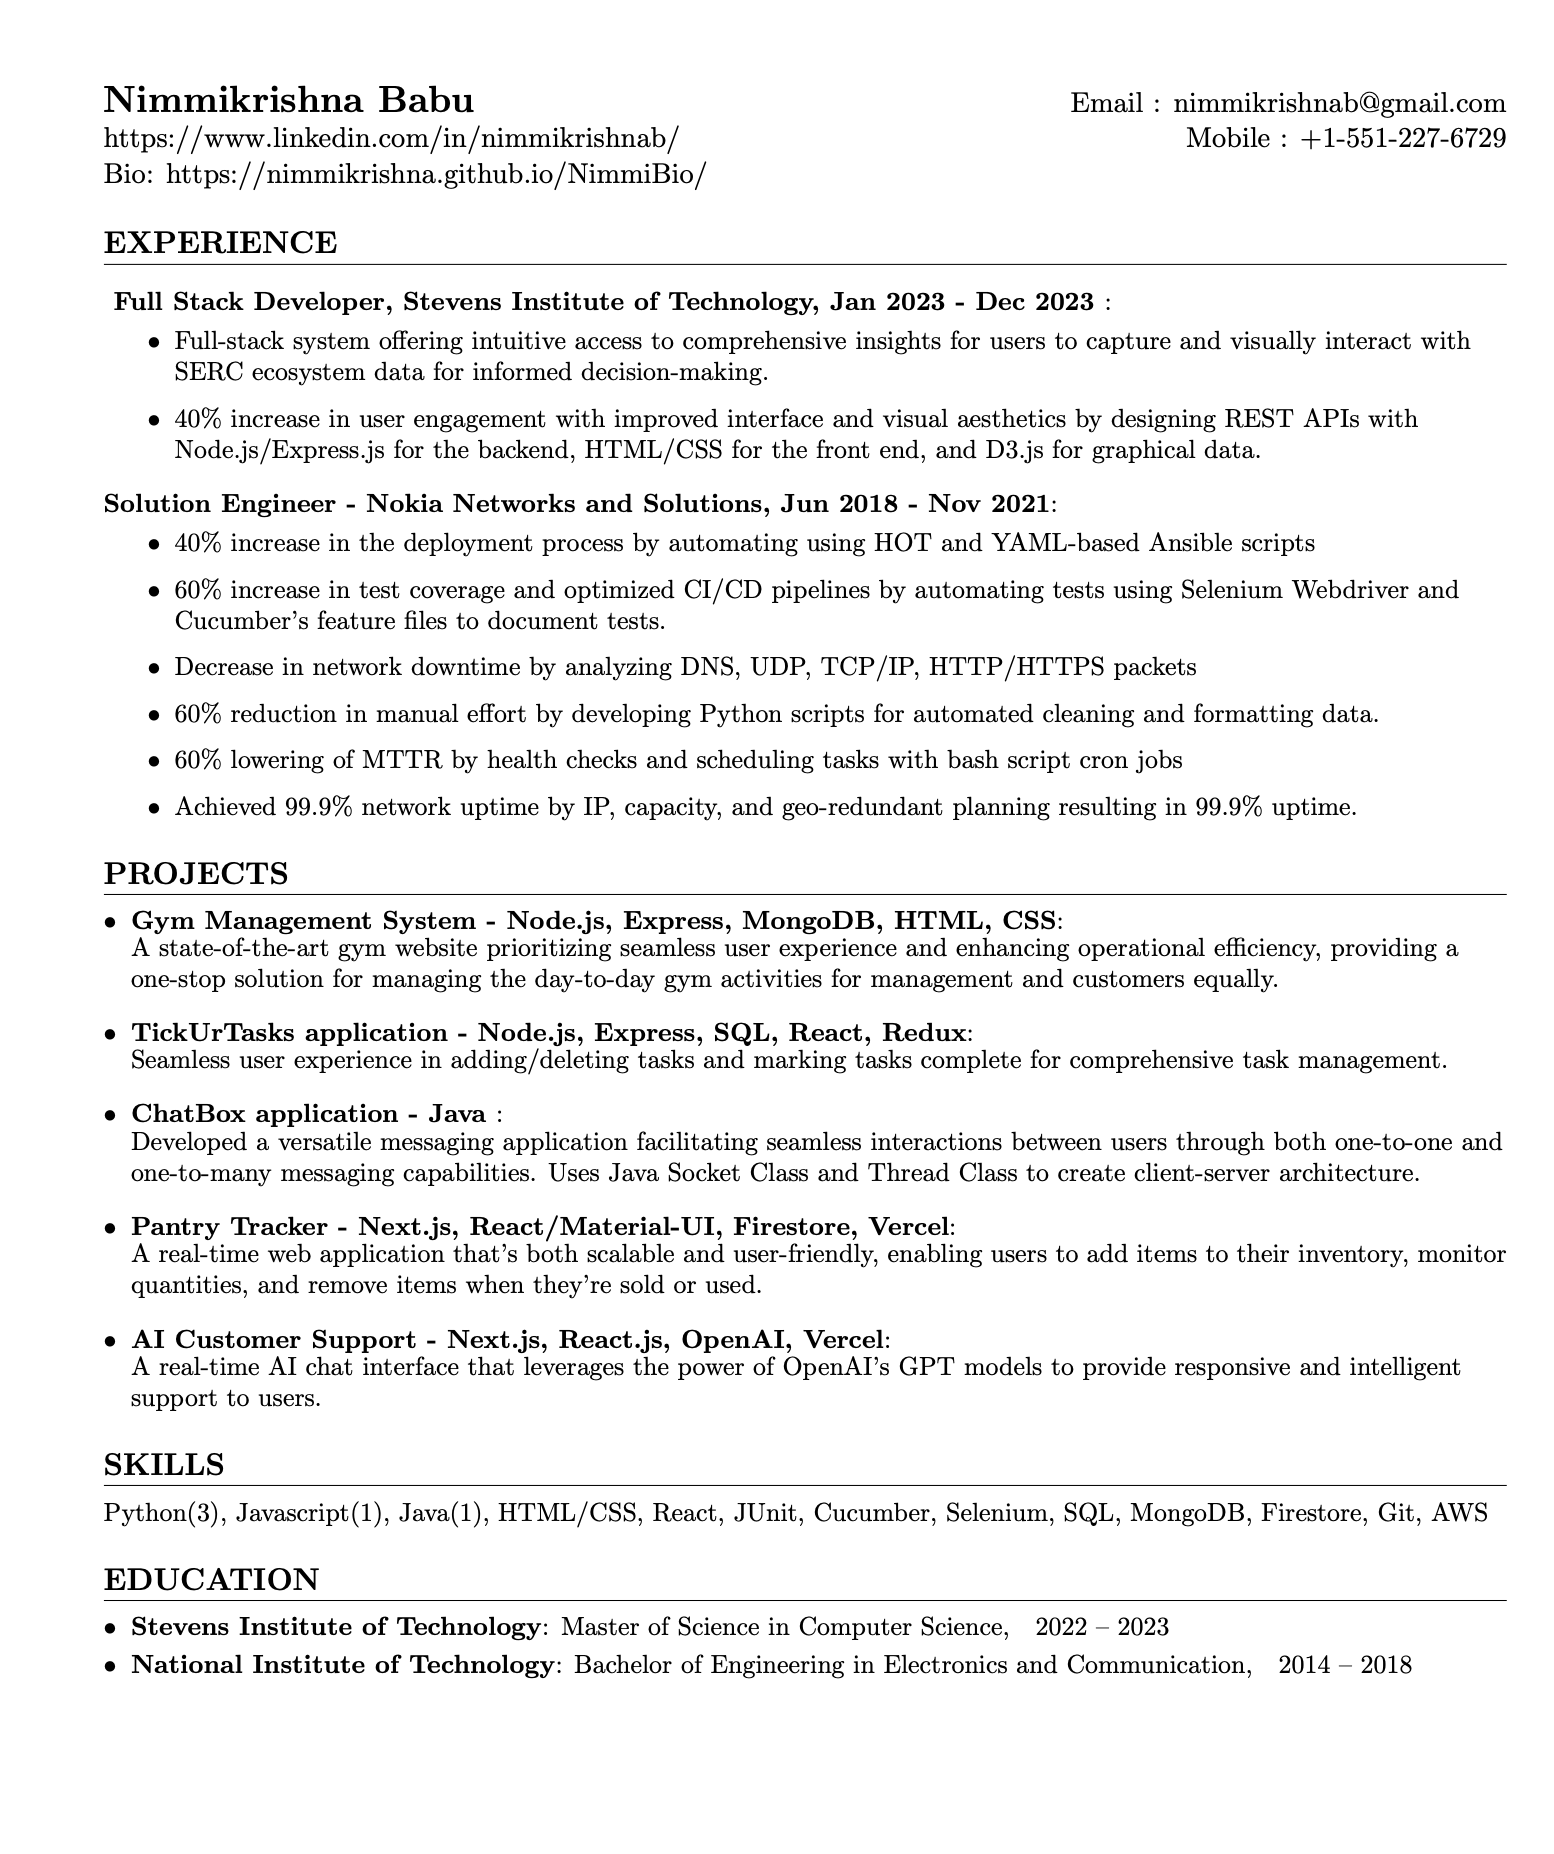 Nimmikrishna Babu
Email : nimmikrishnab@gmail.com
https://www.linkedin.com/in/nimmikrishnab/
Mobile : +1-551-227-6729
Bio: https://nimmikrishna.github.io/NimmiBio/
EXPERIENCE
Full Stack Developer, Stevens Institute of Technology, Jan 2023 - Dec 2023 :
• Full-stack system offering intuitive access to comprehensive insights for users to capture and visually interact with
SERC ecosystem data for informed decision-making.
• 40% increase in user engagement with improved interface and visual aesthetics by designing REST APIs with
Node.js/Express.js for the backend, HTML/CSS for the front end, and D3.js for graphical data.
Solution Engineer - Nokia Networks and Solutions, Jun 2018 - Nov 2021:
• 40% increase in the deployment process by automating using HOT and YAML-based Ansible scripts
• 60% increase in test coverage and optimized CI/CD pipelines by automating tests using Selenium Webdriver and
Cucumber's feature files to document tests.
• Decrease in network downtime by analyzing DNS, UDP, TCP/IP, HTTP/HTTPS packets
• 60% reduction in manual effort by developing Python scripts for automated cleaning and formatting data.
• 60% lowering of MTTR by health checks and scheduling tasks with bash script cron jobs
• Achieved 99.9% network uptime by IP, capacity, and geo-redundant planning resulting in 99.9% uptime.
PROJECTS
• Gym Management System - Node.js, Express, MongoDB, HTML, CSS:
A state-of-the-art gym website prioritizing seamless user experience and enhancing operational efficiency, providing a
one-stop solution for managing the day-to-day gym activities for management and customers equally.
• TickUrTasks application - Node.js, Express, SQL, React, Redux:
Seamless user experience in adding/deleting tasks and marking tasks complete for comprehensive task management.
• ChatBox application - Java :
Developed a versatile messaging application facilitating seamless interactions between users through both one-to-one and
one-to-many messaging capabilities. Uses Java Socket Class and Thread Class to create client-server architecture.
• Pantry Tracker - Next.js, React/Material-UI, Firestore, Vercel:
A real-time web application that's both scalable and user-friendly, enabling users to add items to their inventory, monitor
quantities, and remove items when they're sold or used.
• AI Customer Support - Next.js, React.js, OpenAI, Vercel:
A real-time AI chat interface that leverages the power of OpenAI's GPT models to provide responsive and intelligent
support to users.
SKILLS
Python(3), Javascript(1), Java(1), HTML/CSS, React, JUnit, Cucumber, Selenium, SQL, MongoDB, Firestore, Git, AWS
EDUCATION
• Stevens Institute of Technology: Master of Science in Computer Science, 2022 – 2023
• National Institute of Technology: Bachelor of Engineering in Electronics and Communication, 2014 – 2018